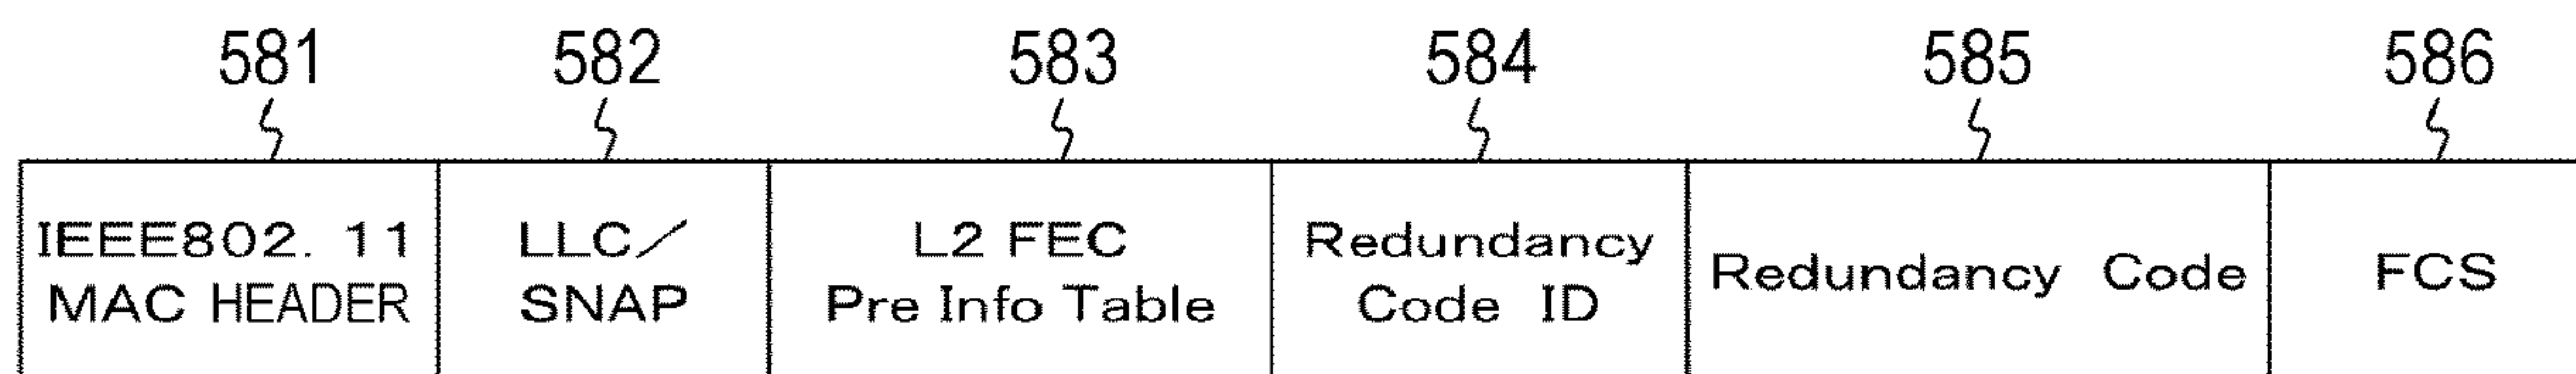 581 582 583 584 585 586
IEEE802. 11
MAC HEADER
LLC/
SNAP
L2 FEC
Pre Info Table
Redundancy
Code ID
Redundancy Code
FCS